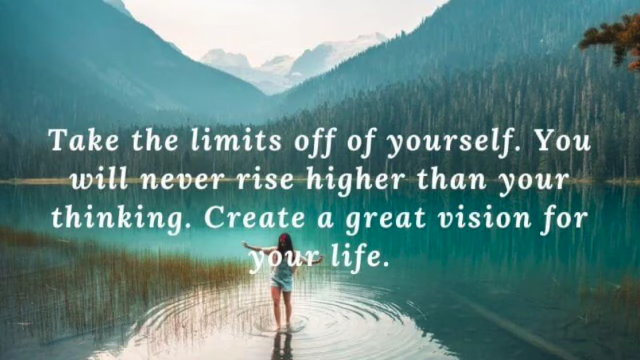 Take the limits off of yourself. You
will never rise higher than your
thinking. Create a great vision for
your life.